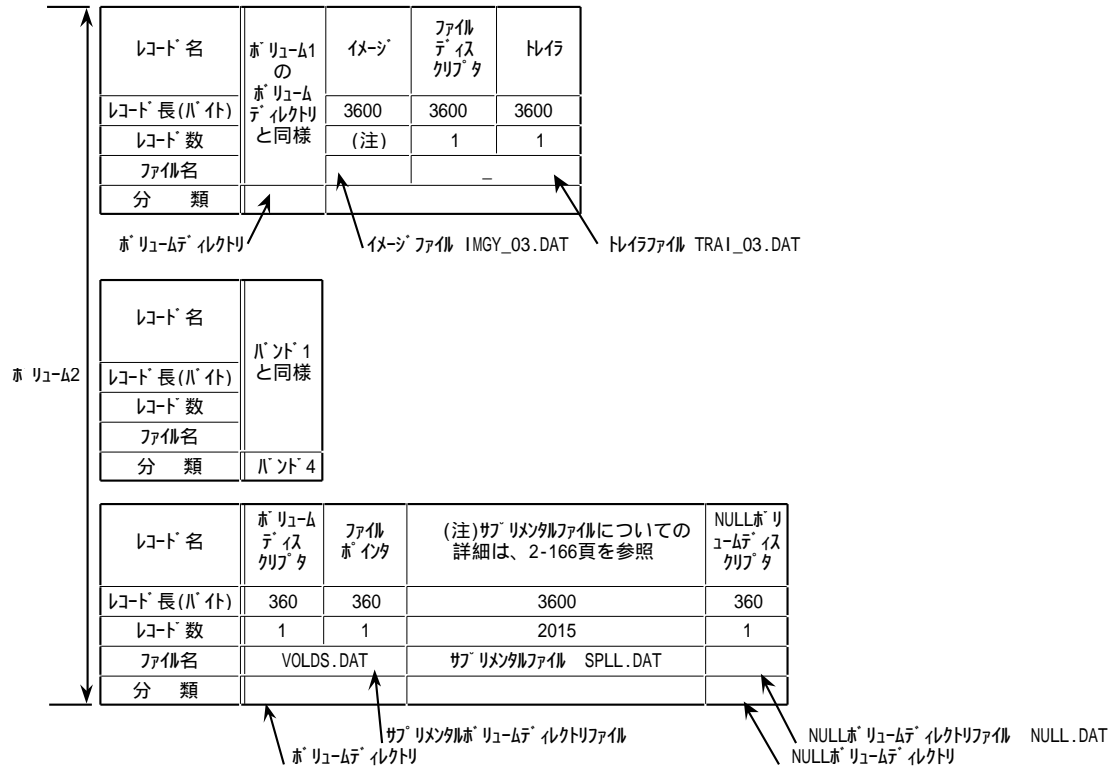 レコード名 ボリューム1のボリュームディレクトリと同様 イメージ ファイルディスクリプタ トレイラ
レコード長(バイト) 3600 3600 3600
レコード数 (注) 1 1
ファイル名 _
分 類
ボリュームディレクトリ イメージファイル IMGY_03.DAT トレイラファイル TRAI_03.DAT
ボリューム2
レコード名 バンド1と同様
レコード長(バイト)
レコード数
ファイル名
分 類 バンド4
レコード名 ボリュームディスクリプタ ファイルポインタ (注)サブリメンタルファイルについての詳細は、2-166頁を参照 NULLボリュームディスクリプタ
レコード長(バイト) 360 360 3600 360
レコード数 1 1 2015 1
ファイル名 VOLDS.DAT サブリメンタルファイル SPLL.DAT
分 類
サプリメンタルボリュームディレクトリファイル NULLボリュームディレクトリファイル NULL.DAT
ボリュームディレクトリ NULLボリュームディレクトリ